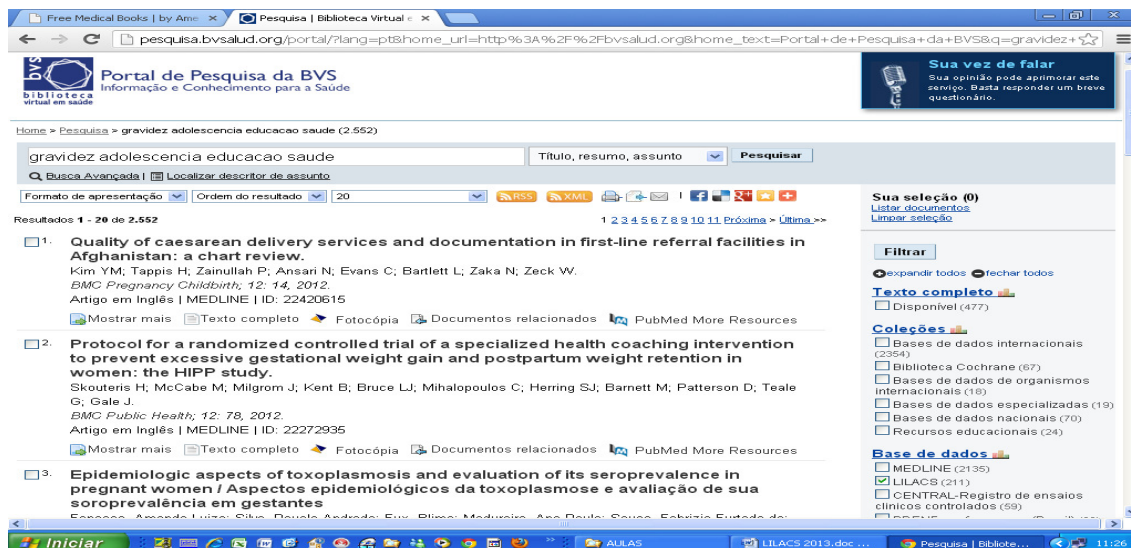 Free Medical Books | by Ame
Pesquisa | Biblioteca Virtual e
pesquisa.bvsalud.org/portal/?lang=pt&home_url=http%3A%2F%2Fbvsalud.org&home_text=Portal+de+Pesquisa+da+BVS&q=gravidez+
bvs
biblioteca
virtual em saúde
Portal de Pesquisa da BVS
Informação e Conhecimento para a Saúde
Sua vez de falar
Sua opinião pode aprimorar este
serviço. Basta responder um breve
questionário.
Home > Pesquisa > gravidez adolescencia educacao saude (2.552)
gravidez adolescencia educacao saude
Título, resumo, assunto
Pesquisar
Busca Avançada | Localizar descritor de assunto
Formato de apresentação Ordem do resultado 20 RSS XML
Resultados 1 - 20 de 2.552
1 2 3 4 5 6 7 8 9 10 11 Próxima > Última >>
1. Quality of caesarean delivery services and documentation in first-line referral facilities in
Afghanistan: a chart review.
Kim YM; Tappis H; Zainullah P; Ansari N; Evans C; Bartlett L; Zaka N; Zeck W.
BMC Pregnancy Childbirth; 12: 14, 2012.
Artigo em Inglês | MEDLINE | ID: 22420615
Mostrar mais Texto completo Fotocópia Documentos relacionados PubMed More Resources
2. Protocol for a randomized controlled trial of a specialized health coaching intervention
to prevent excessive gestational weight gain and postpartum weight retention in
women: the HIPP study.
Skouteris H; McCabe M; Milgrom J; Kent B; Bruce LJ; Mihalopoulos C; Herring SJ; Barnett M; Patterson D; Teale
G; Gale J.
BMC Public Health; 12: 78, 2012.
Artigo em Inglês | MEDLINE | ID: 22272935
Mostrar mais Texto completo Fotocópia Documentos relacionados PubMed More Resources
3. Epidemiologic aspects of toxoplasmosis and evaluation of its seroprevalence in
pregnant women / Aspectos epidemiológicos da toxoplasmose e avaliação de sua
soroprevalência em gestantes
Sua seleção (0)
Listar documentos
Limpar seleção
Filtrar
expandir todos fechar todos
Texto completo
Disponível (477)
Coleções
Bases de dados internacionais
(2354)
Biblioteca Cochrane (67)
Bases de dados de organismos
internacionais (18)
Bases de dados especializadas (19)
Bases de dados nacionais (70)
Recursos educacionais (24)
Base de dados
MEDLINE (2135)
LILACS (211)
CENTRAL-Registro de ensaios
clínicos controlados (59)
Iniciar
AULAS
LILACS 2013.doc ...
Pesquisa | Bibliote...
11:26